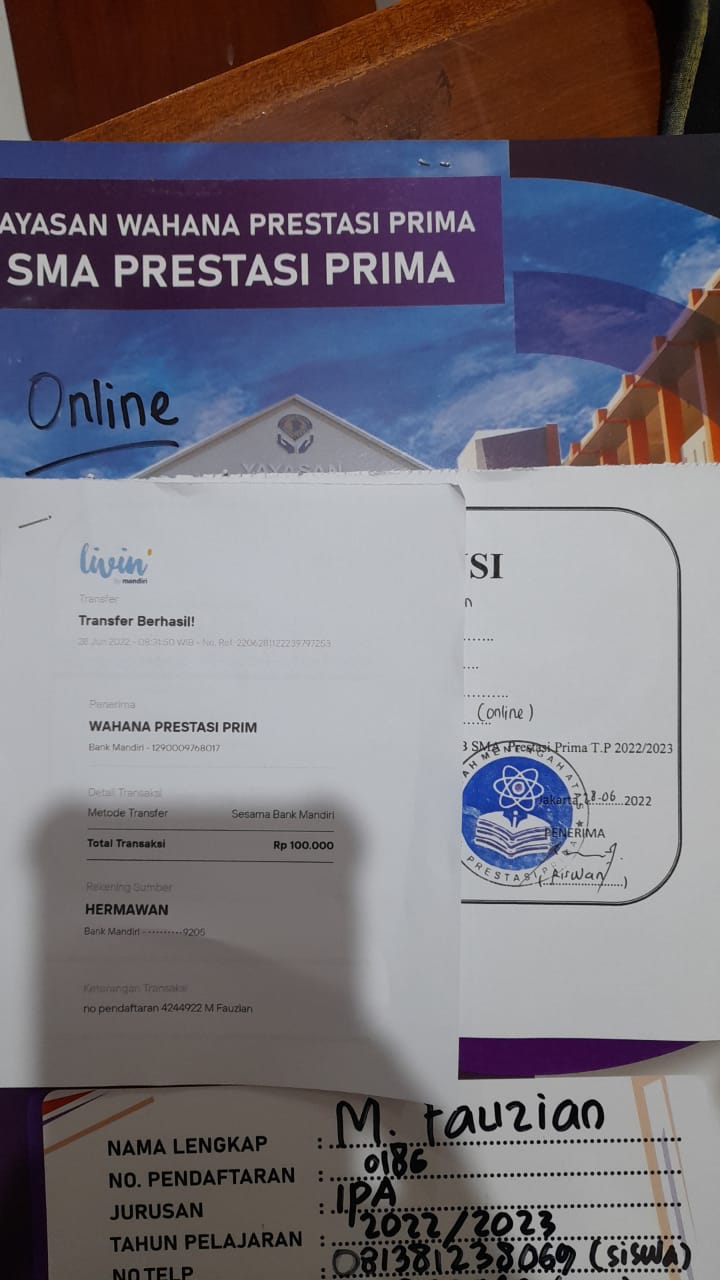 AYASAN WAHANA PRESTASI PRIMA
SMA PRESTASI PRIMA
Online
YAYASAN
livin'
by mandiri
Transfer
Transfer Berhasil!
28 Jun 2022 - 08:31:50 WIB - No. Ref. 2206281122239797253
Penerima
WAHANA PRESTASI PRIM
Bank Mandiri - 1290009768017
Detail Transaksi
Metode Transfer Sesama Bank Mandiri
Total Transaksi Rp 100.000
Rekening Sumber
HERMAWAN
Bank Mandiri - ·········9205
Keterangan Transaksi
no pendaftaran 4244922 M Fauzian
SI
n
(online)
B SMA Prestasi Prima T.P 2022/2023
AH MENENGAH ATAS
PRESTASI PRI
Jakarta, 28-06 2022
PENERIMA
(Aiswan)
NAMA LENGKAP : M. Fauzian
NO. PENDAFTARAN : 0186
JURUSAN : IPA
TAHUN PELAJARAN : 2022/2023
NO TELP : 081381238069 (siswa)